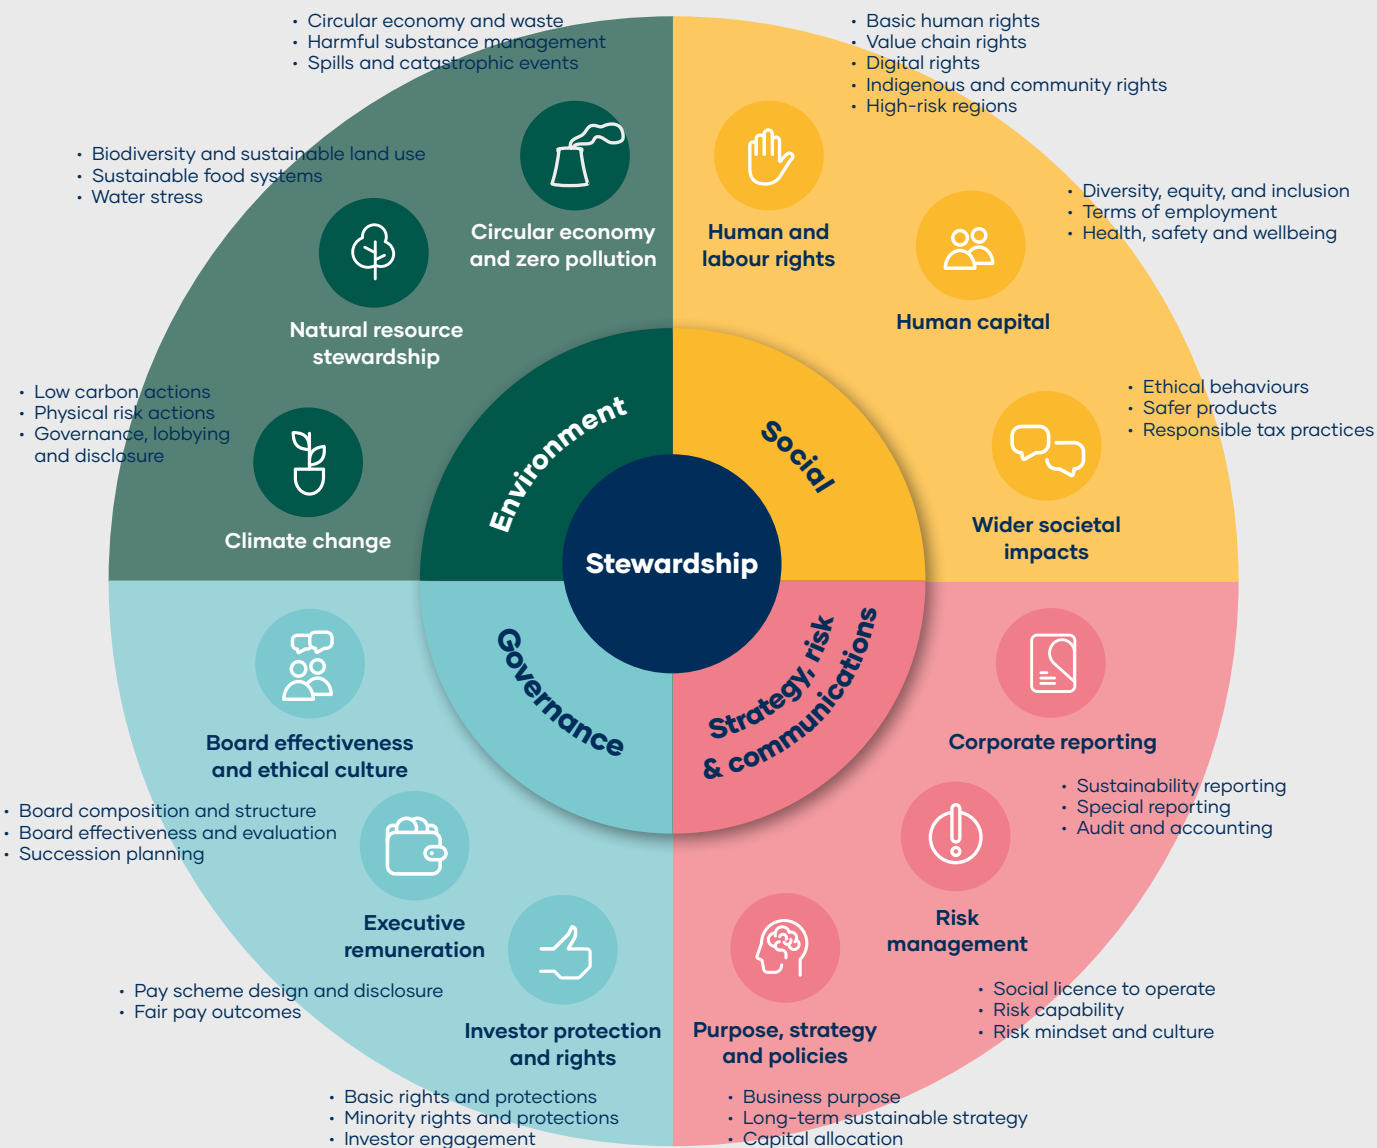 • Circular economy and waste
• Harmful substance management
• Spills and catastrophic events
• Basic human rights
• Value chain rights
• Digital rights
• Indigenous and community rights
• High-risk regions
• Biodiversity and sustainable land use
• Sustainable food systems
• Water stress
Circular economy
and zero pollution
Human and
labour rights
• Diversity, equity, and inclusion
• Terms of employment
• Health, safety and wellbeing
Natural resource
stewardship
Human capital
• Low carbon actions
• Physical risk actions
• Governance, lobbying
and disclosure
• Ethical behaviours
• Safer products
• Responsible tax practices
Climate change
Wider societal
impacts
Environment
Social
Stewardship
Governance
Strategy, risk
& communications
Board effectiveness
and ethical culture
• Board composition and structure
• Board effectiveness and evaluation
• Succession planning
Corporate reporting
• Sustainability reporting
• Special reporting
• Audit and accounting
Executive
remuneration
• Pay scheme design and disclosure
• Fair pay outcomes
Risk
management
• Social licence to operate
• Risk capability
• Risk mindset and culture
Investor protection
and rights
• Basic rights and protections
• Minority rights and protections
• Investor engagement
Purpose, strategy
and policies
• Business purpose
• Long-term sustainable strategy
• Capital allocation